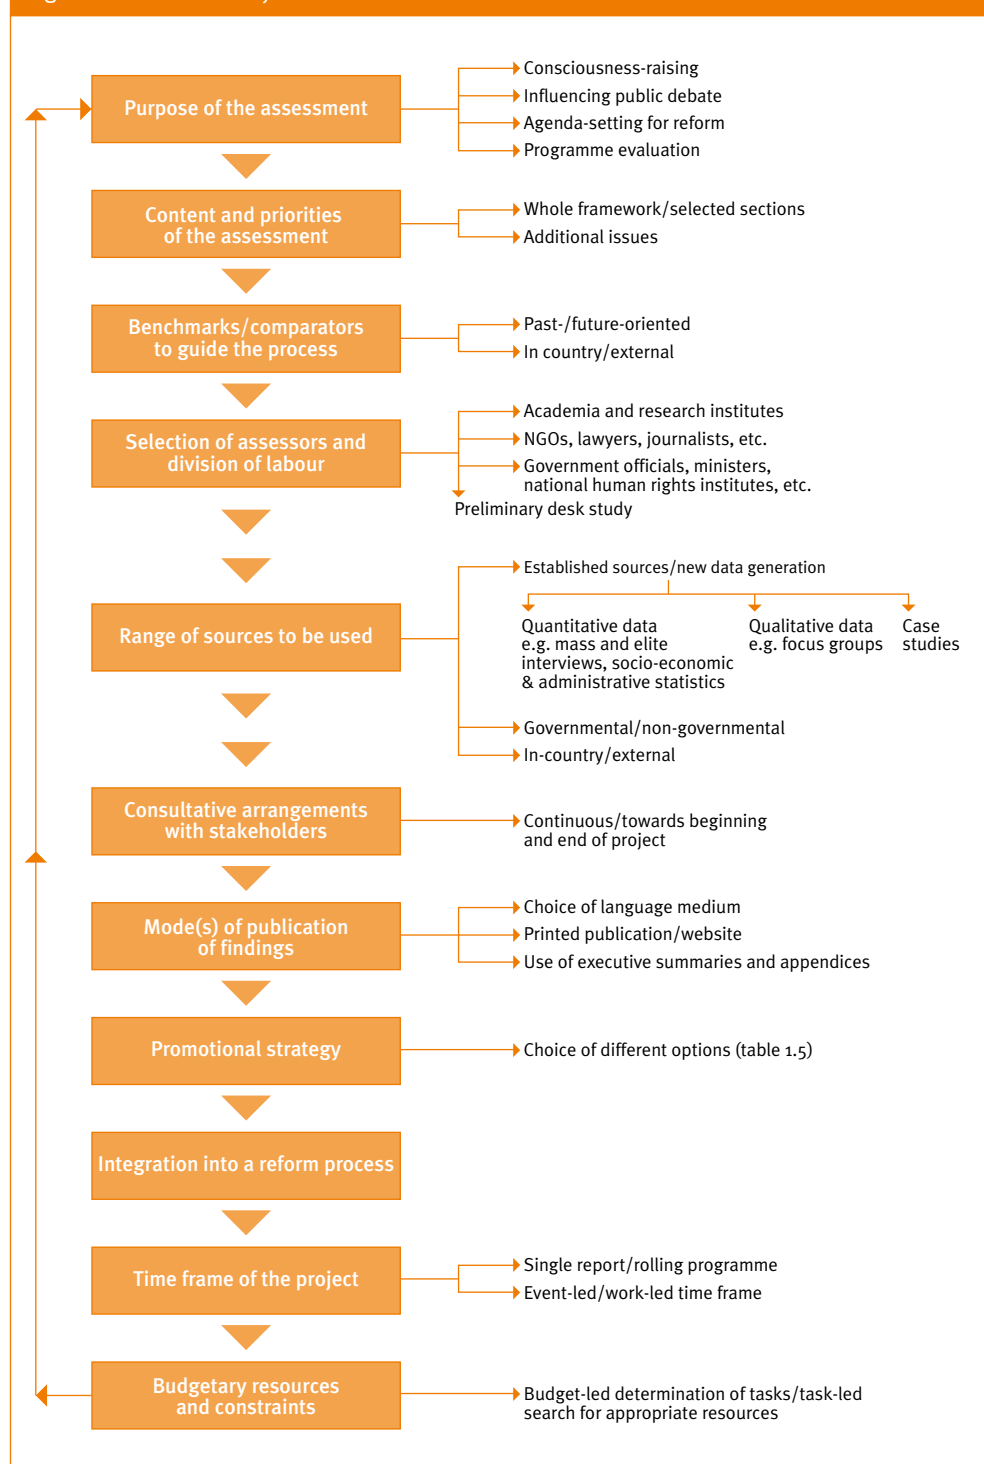 Purpose of the assessment
Consciousness-raising
Influencing public debate
Agenda-setting for reform
Programme evaluation
Content and priorities
of the assessment
Whole framework/selected sections
Additional issues
Benchmarks/comparators
to guide the process
Past-/future-oriented
In country/external
Selection of assessors and
division of labour
Academia and research institutes
NGOs, lawyers, journalists, etc.
Government officials, ministers,
national human rights institutes, etc.
Preliminary desk study
Range of sources to be used
Established sources/new data generation
Quantitative data
e.g. mass and elite
interviews, socio-economic
& administrative statistics
Qualitative data
e.g. focus groups
Case
studies
Governmental/non-governmental
In-country/external
Consultative arrangements
with stakeholders
Continuous/towards beginning
and end of project
Mode(s) of publication
of findings
Choice of language medium
Printed publication/website
Use of executive summaries and appendices
Promotional strategy
Choice of different options (table 1.5)
Integration into a reform process
Time frame of the project
Single report/rolling programme
Event-led/work-led time frame
Budgetary resources
and constraints
Budget-led determination of tasks/task-led
search for appropriate resources